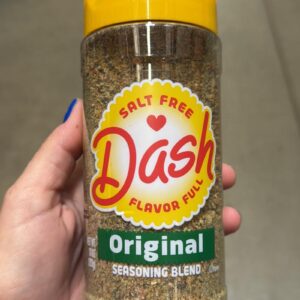 SALT FREE
Dash
FLAVOR FULL
Original
SEASONING BLEND